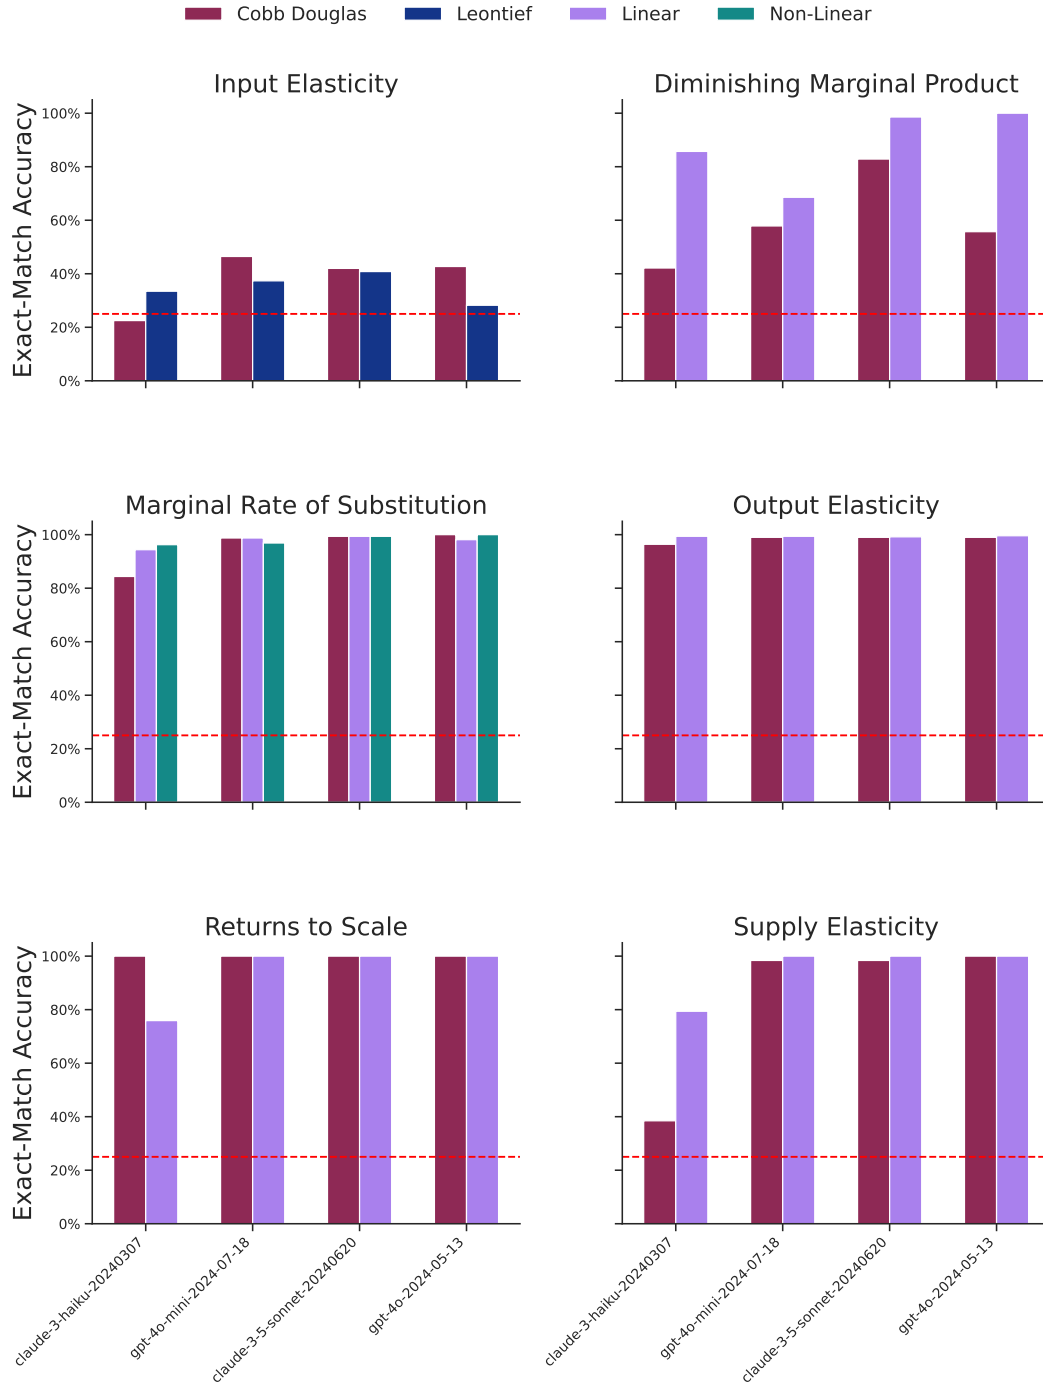 Cobb Douglas Leontief Linear Non-Linear
Input Elasticity
Diminishing Marginal Product
Exact-Match Accuracy
100%
80%
60%
40%
20%
0%
Marginal Rate of Substitution
Output Elasticity
Exact-Match Accuracy
100%
80%
60%
40%
20%
0%
Returns to Scale
Supply Elasticity
Exact-Match Accuracy
100%
80%
60%
40%
20%
0%
claude-3-haiku-20240307
gpt-4o-mini-2024-07-18
claude-3-5-sonnet-20240620
gpt-4o-2024-05-13
claude-3-haiku-20240307
gpt-4o-mini-2024-07-18
claude-3-5-sonnet-20240620
gpt-4o-2024-05-13